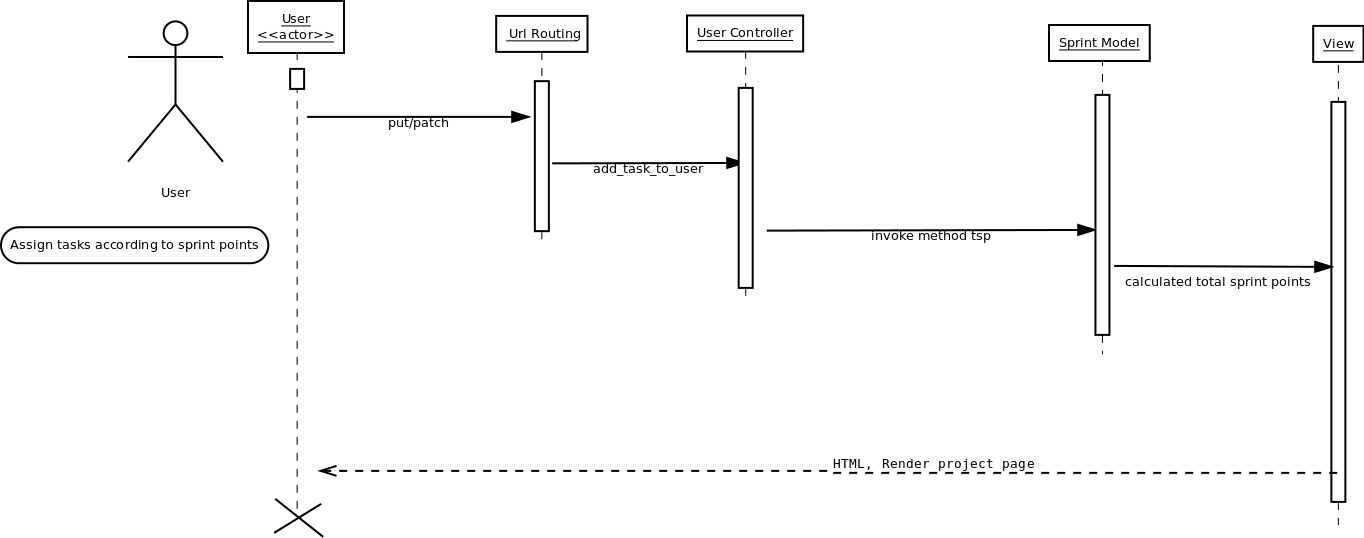 User
<<actor>>
Url Routing
User Controller
Sprint Model
View
put/patch
add_task_to_user
User
Assign tasks according to sprint points
invoke method tsp
calculated total sprint points
HTML, Render project page